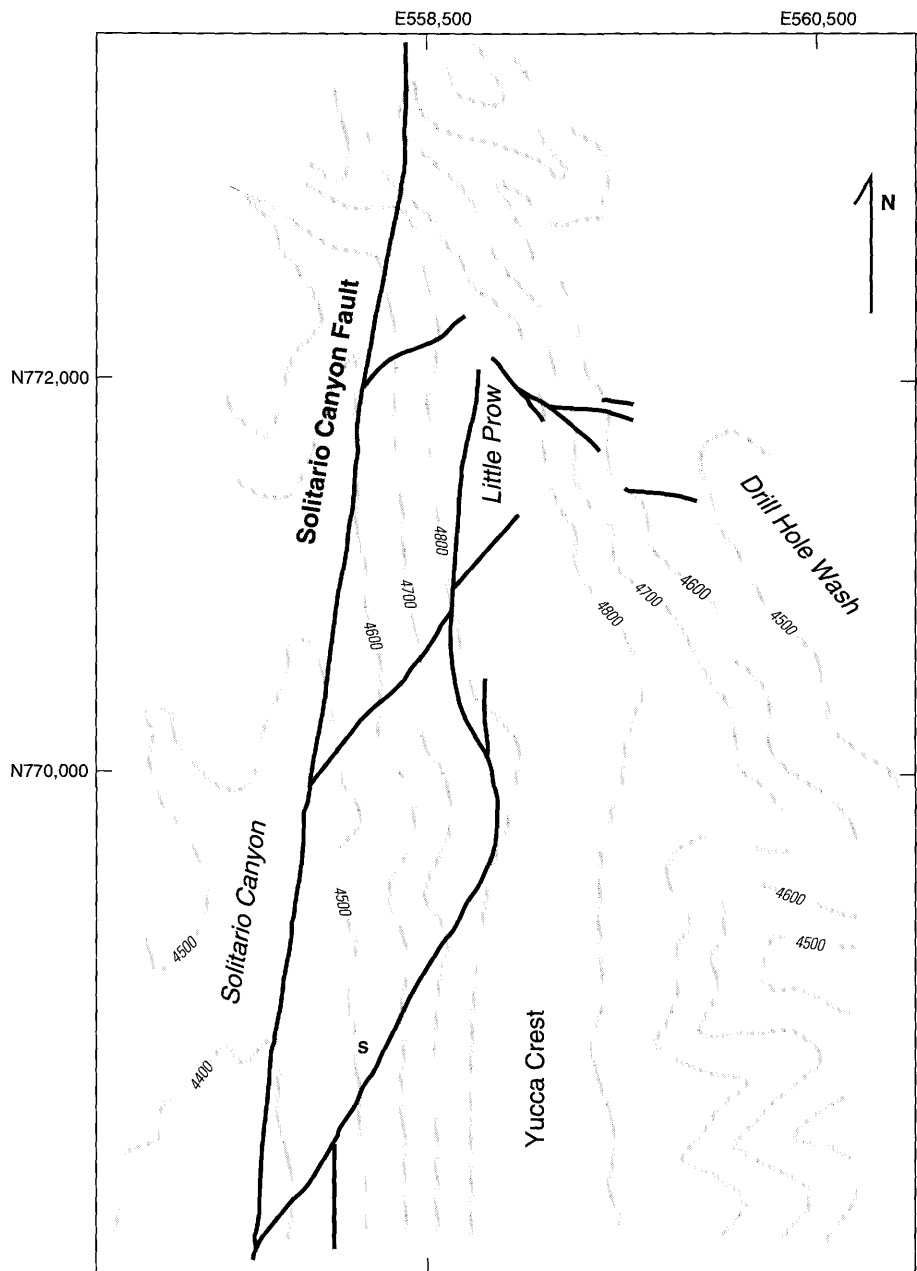 E558,500
E560,500
N
Solitario Canyon Fault
N772,000
Little Prow
Drill Hole Wash
4800
4700
4600
4800
4700
4600
4500
N770,000
Solitario Canyon
4500
4500
4600
4500
4400
S
Yucca Crest